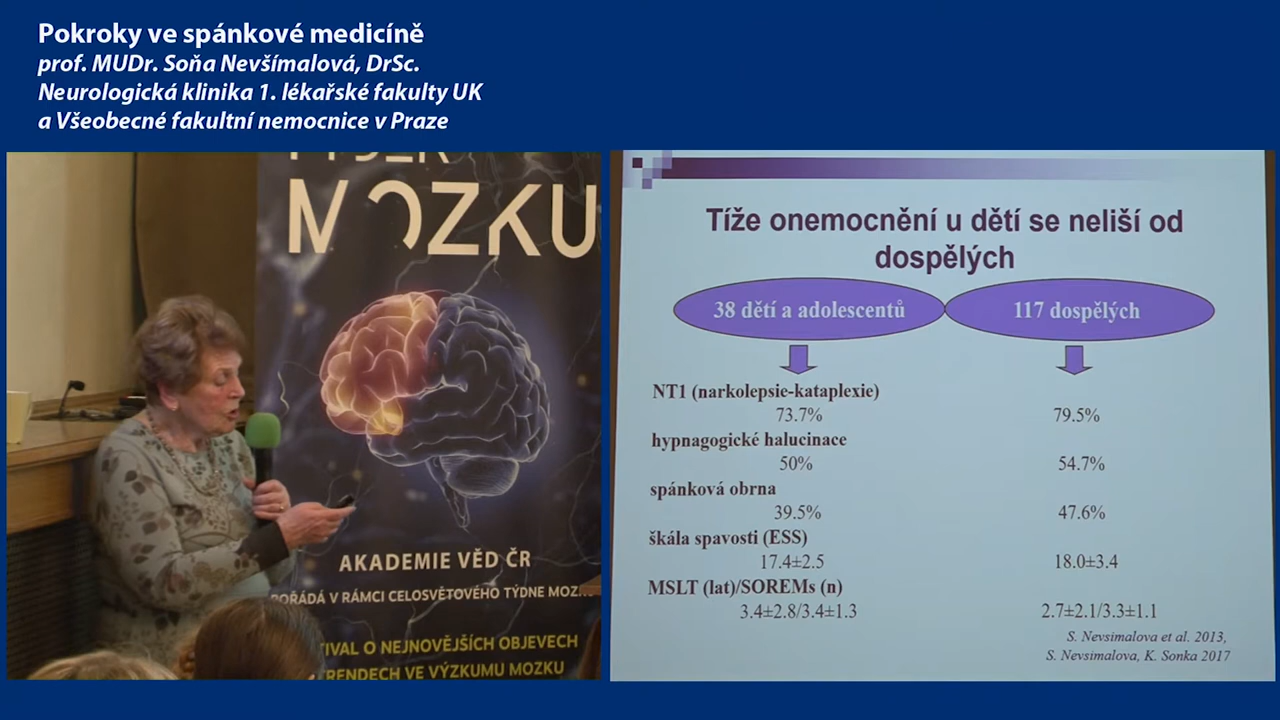 Pokroky ve spánkové medicíně
prof. MUDr. Soňa Nevšímalová, DrSc.
Neurologická klinika 1. lékařské fakulty UK
a Všeobecné fakultní nemocnice v Praze
MOZKU
AKADEMIE VĚD ČR
POŘÁDÁ V RÁMCI CELOSVĚTOVÉHO TÝDNE
O NEJNOVĚJŠÍCH OBJEVECH
VE VÝZKUMU MOZKU
Tíže onemocnění u dětí se neliší od
dospělých
38 dětí a adolescentů
117 dospělých
NT1 (narkolepsie-kataplexie)
73.7% 79.5%
hypnagogické halucinace
50% 54.7%
spánková obrna
39.5% 47.6%
škála spavosti (ESS)
17.4±2.5 18.0±3.4
MSLT (lat)/SOREMs (n)
3.4±2.8/3.4±1.3 2.7±2.1/3.3±1.1
S. Nevsimalova et al. 2013,
S. Nevsimalova, K. Sonka 2017